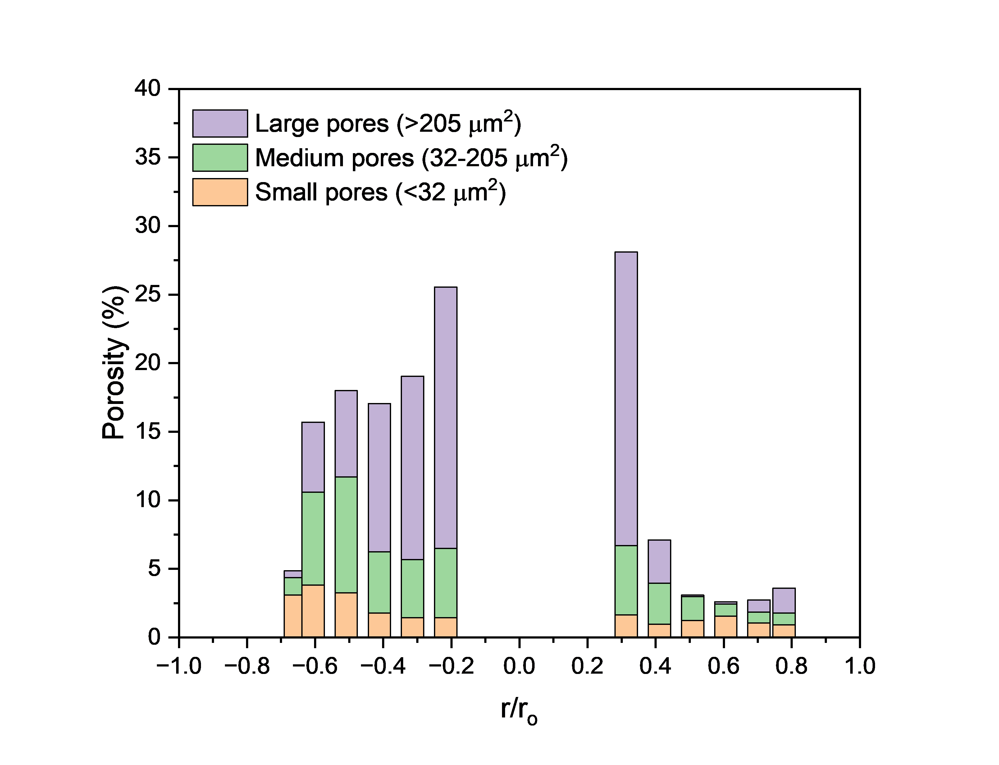 40
35
30
25
20
15
10
5
0
Porosity (%)
Large pores (>205 μm²)
Medium pores (32-205 μm²)
Small pores (<32 μm²)
−1.0 −0.8 −0.6 −0.4 −0.2 0.0 0.2 0.4 0.6 0.8 1.0
r/rₒ